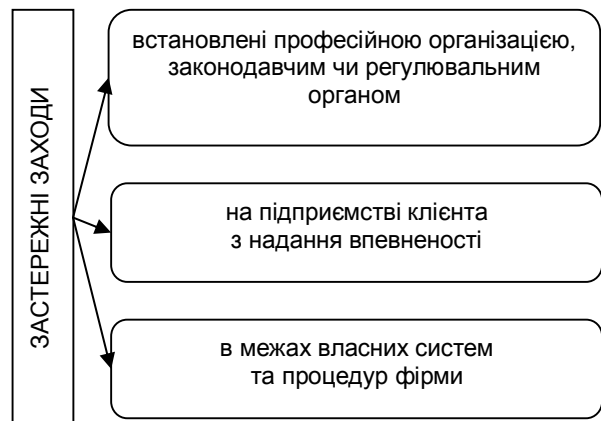 ЗАСТЕРЕЖНІ ЗАХОДИ
встановлені професійною організацією,
законодавчим чи регулювальним
органом
на підприємстві клієнта
з надання впевненості
в межах власних систем
та процедур фірми